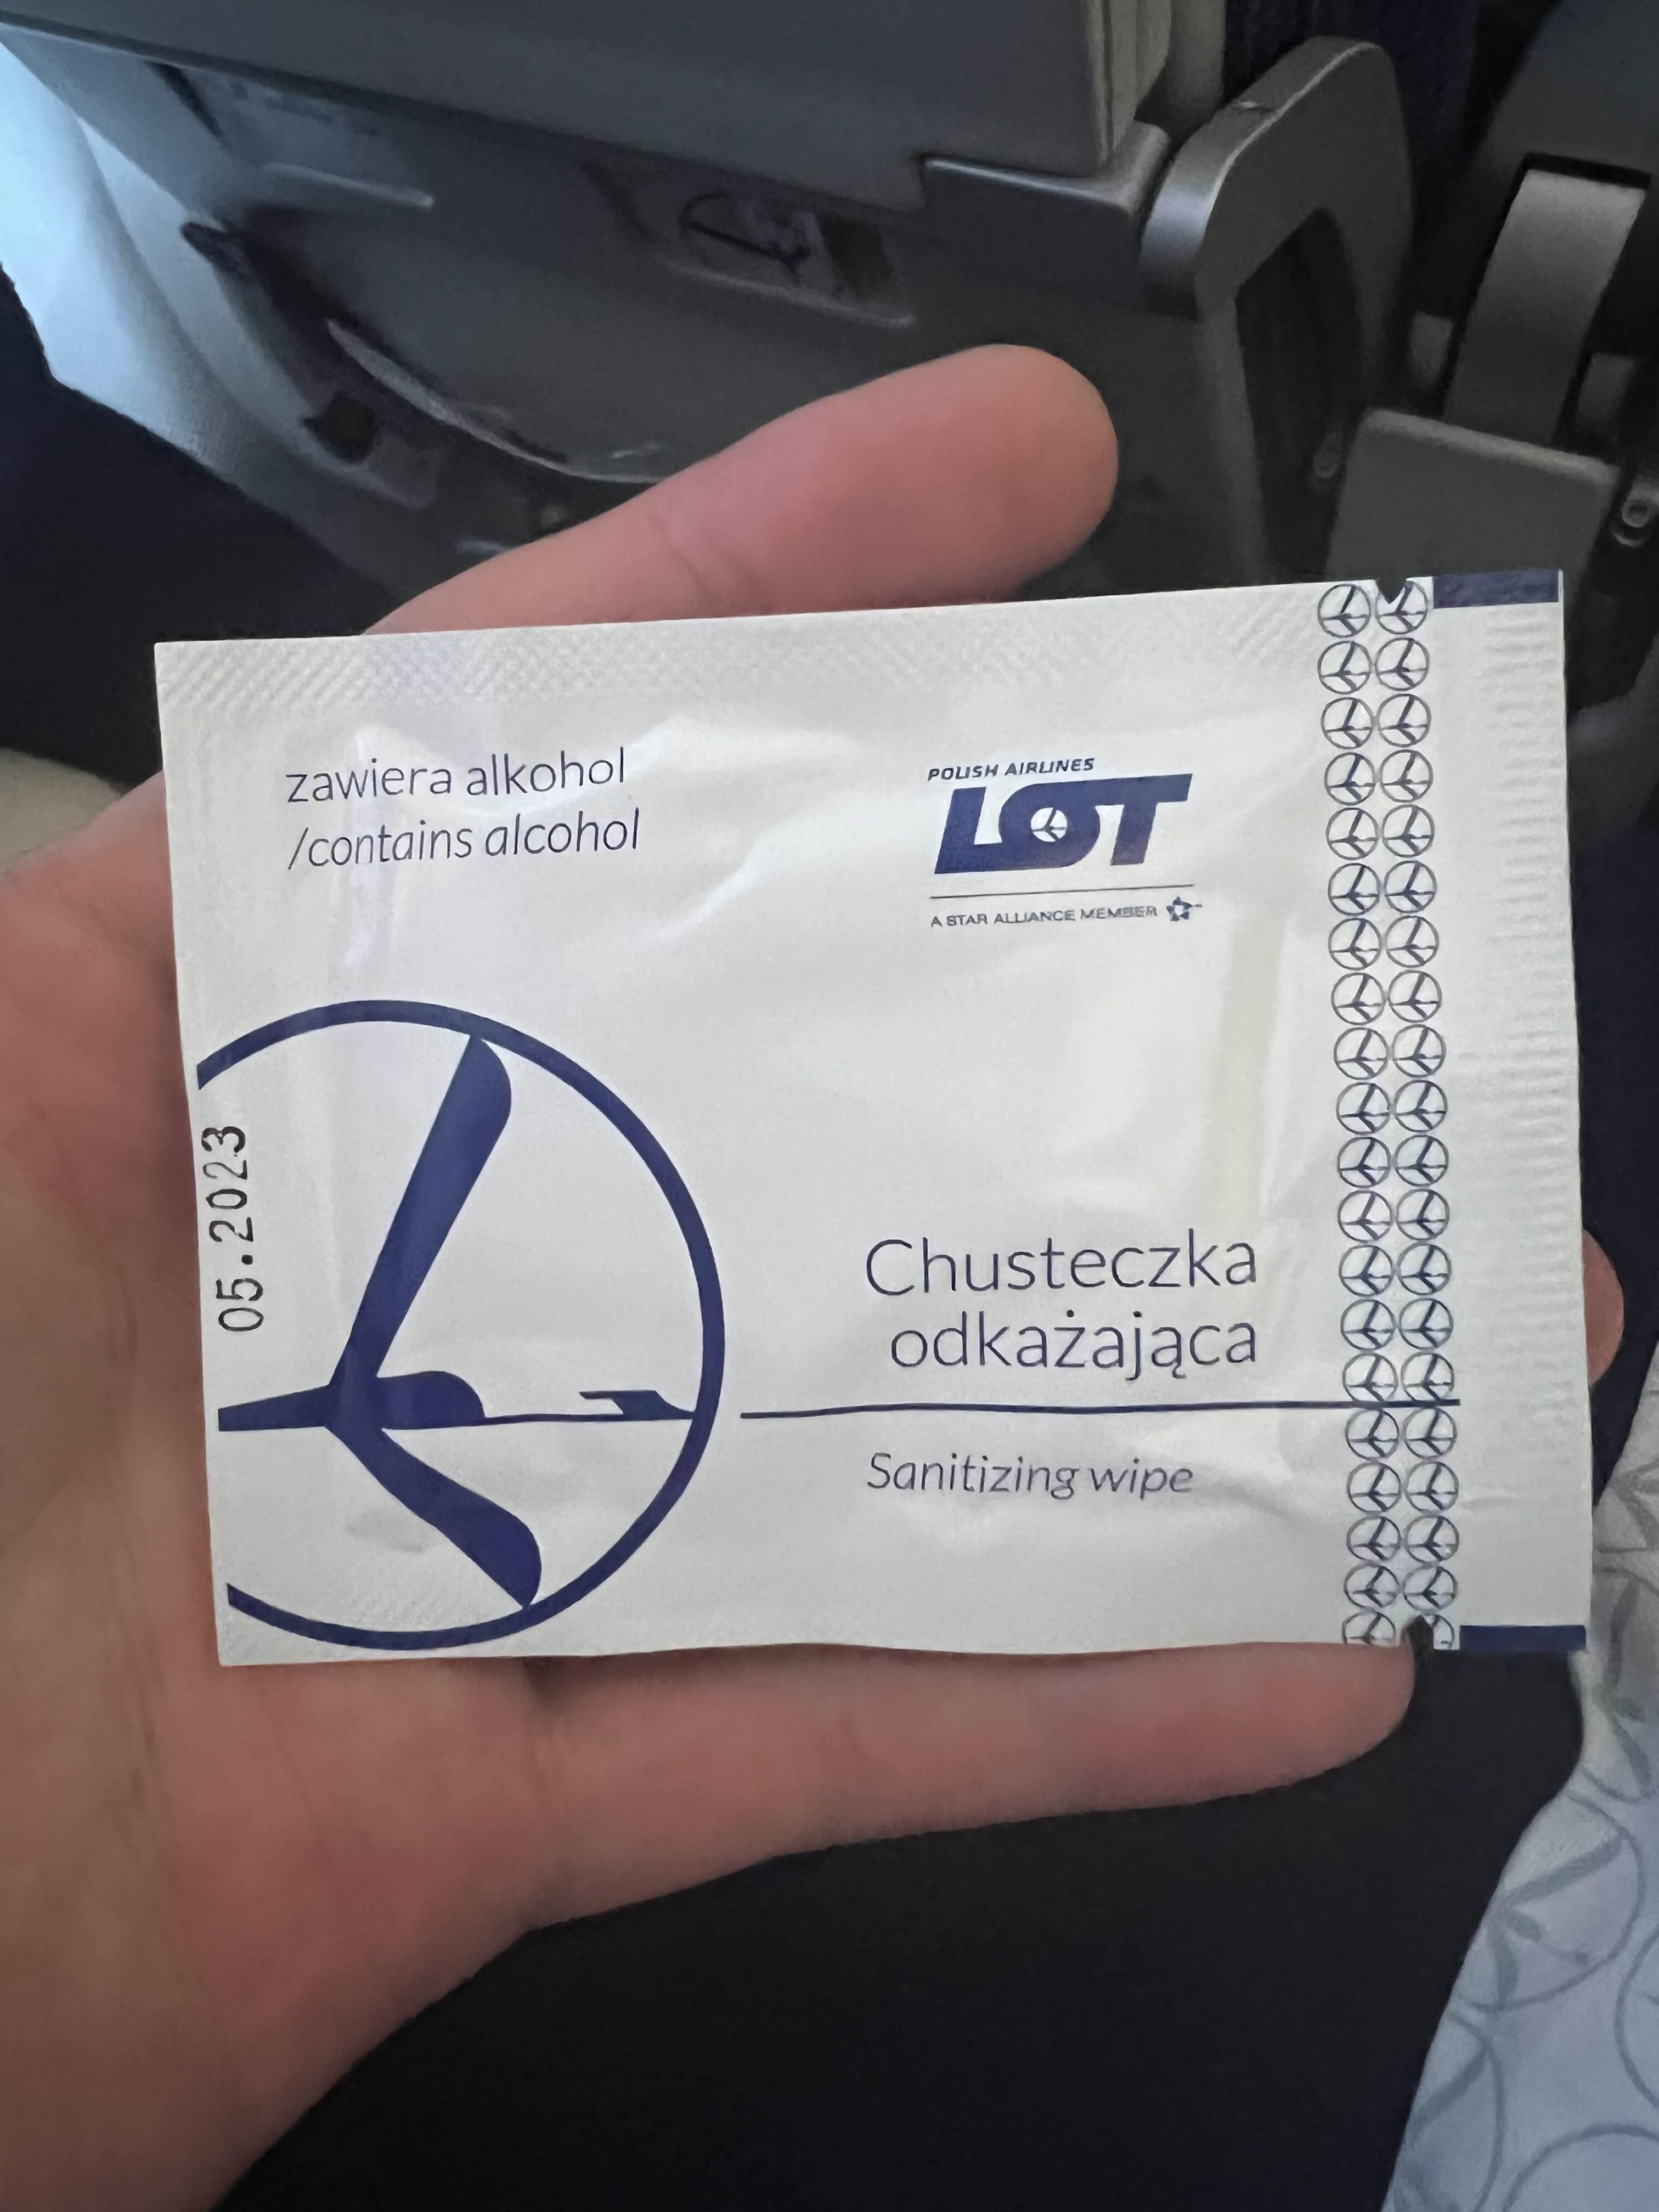 zawiera alkohol
/contains alcohol
POLISH AIRLINES
LOT
A STAR ALLIANCE MEMBER
05.2023
Chusteczka
odkażająca
Sanitizing wipe